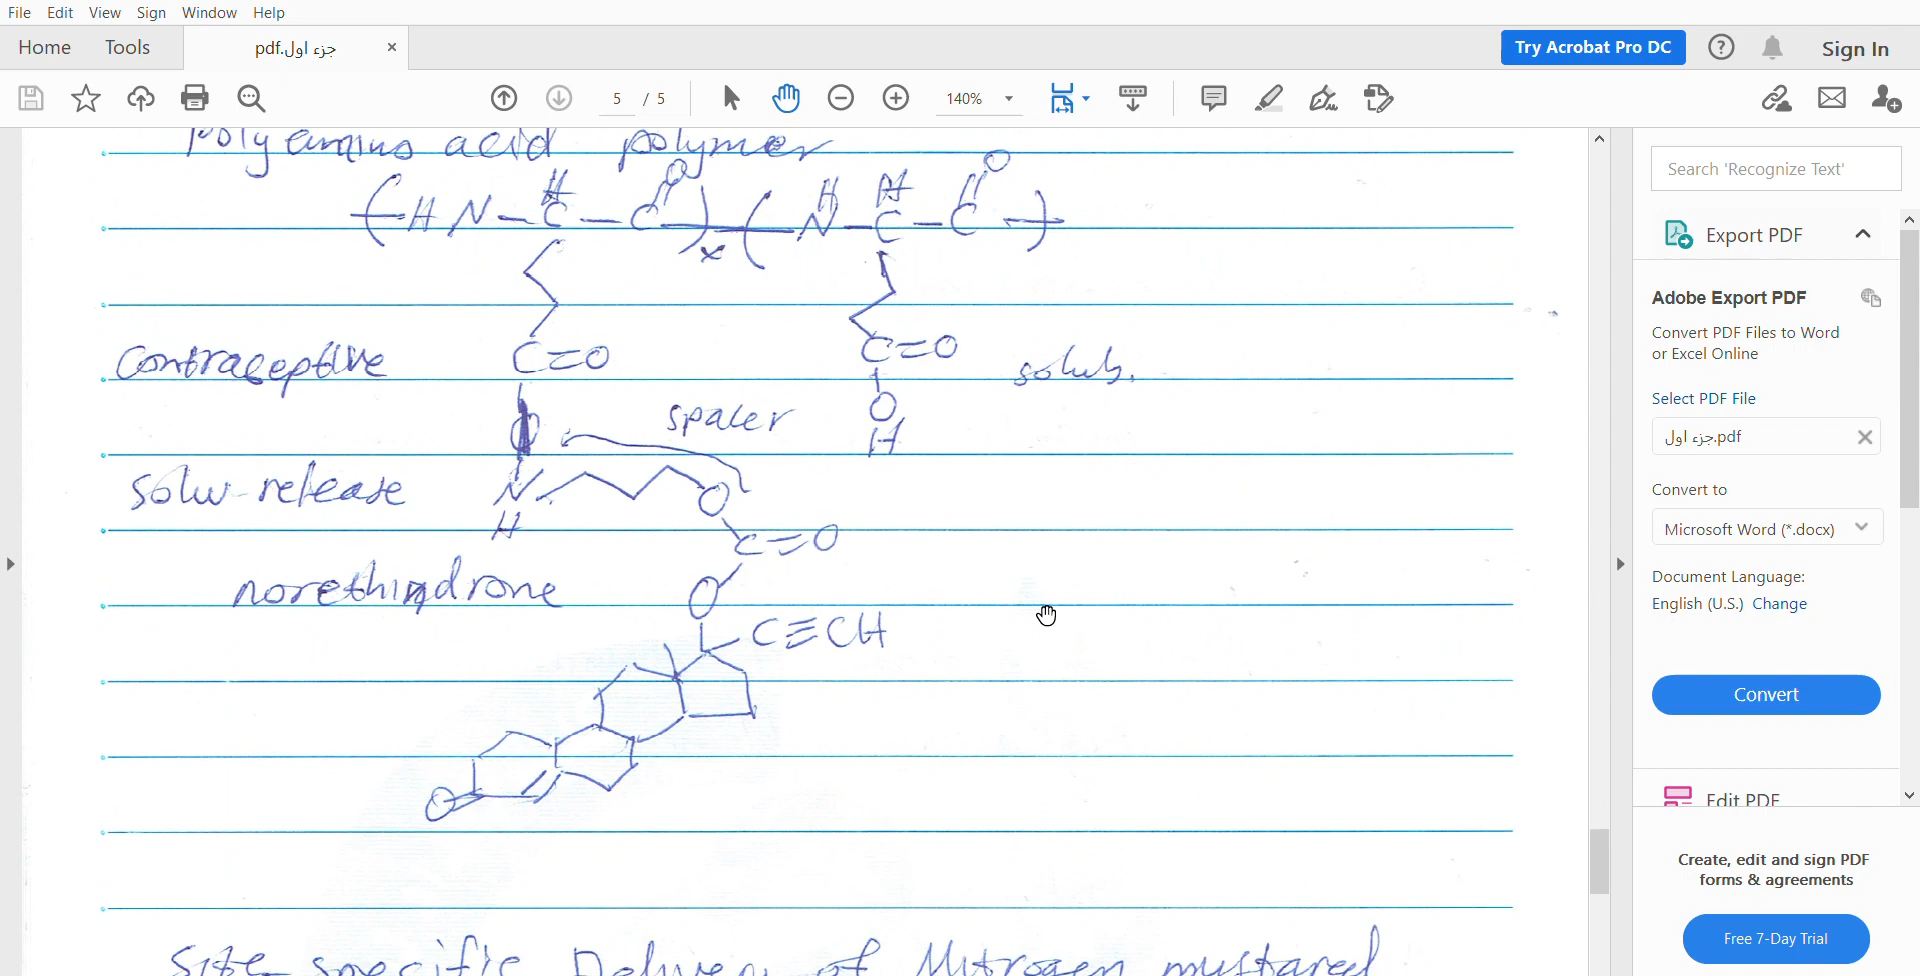 File Edit View Sign Window Help
Home Tools جزء اول.pdf × Try Acrobat Pro DC ? Sign In
5 / 5 140%
Polyamino acid polymer
H O H H O
HN-C-C x N-C-C
Contraceptive C=O C=O solub.
spacer O
H
solw-release N O
H
C=O
norethindrone O
C≡CH
O
Site specific Delivery of Nitrogen mustared
Search 'Recognize Text'
Export PDF
Adobe Export PDF
Convert PDF Files to Word
or Excel Online
Select PDF File
جزء اول.pdf
Convert to
Microsoft Word (*.docx)
Document Language:
English (U.S.) Change
Convert
Edit PDF
Create, edit and sign PDF
forms & agreements
Free 7-Day Trial